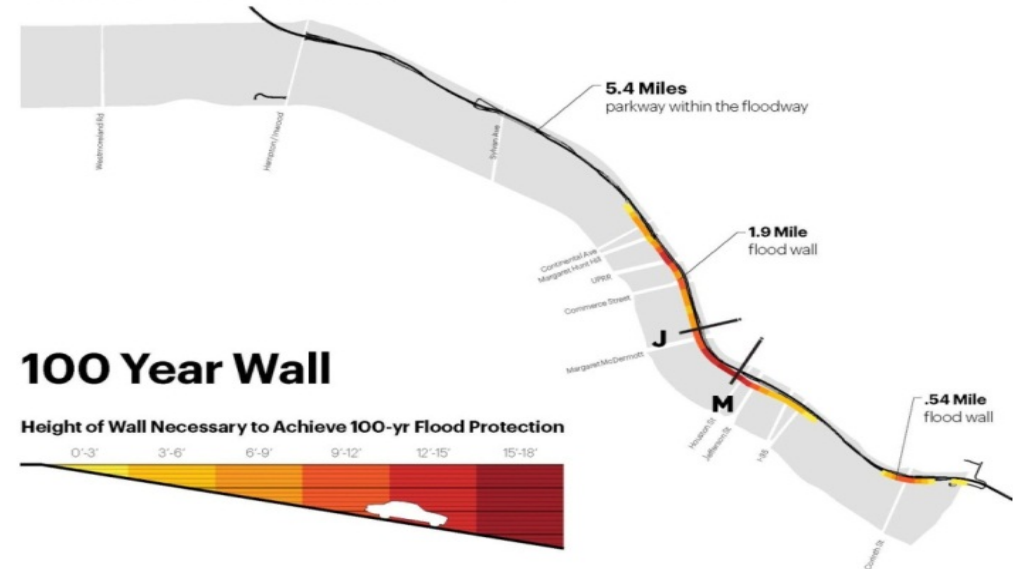 5.4 Miles
parkway within the floodway
Westmoreland Rd
Hampton/Inwood
Sylvan Ave
1.9 Mile
flood wall
Continental Ave
Margaret Hunt Hill
UPRR
Commerce Street
J
Margaret McDermott
M
Houston St
Jefferson St
I-35
.54 Mile
flood wall
Corinth St
100 Year Wall
Height of Wall Necessary to Achieve 100-yr Flood Protection
0'-3' 3'-6' 6'-9' 9'-12' 12'-15' 15'-18'